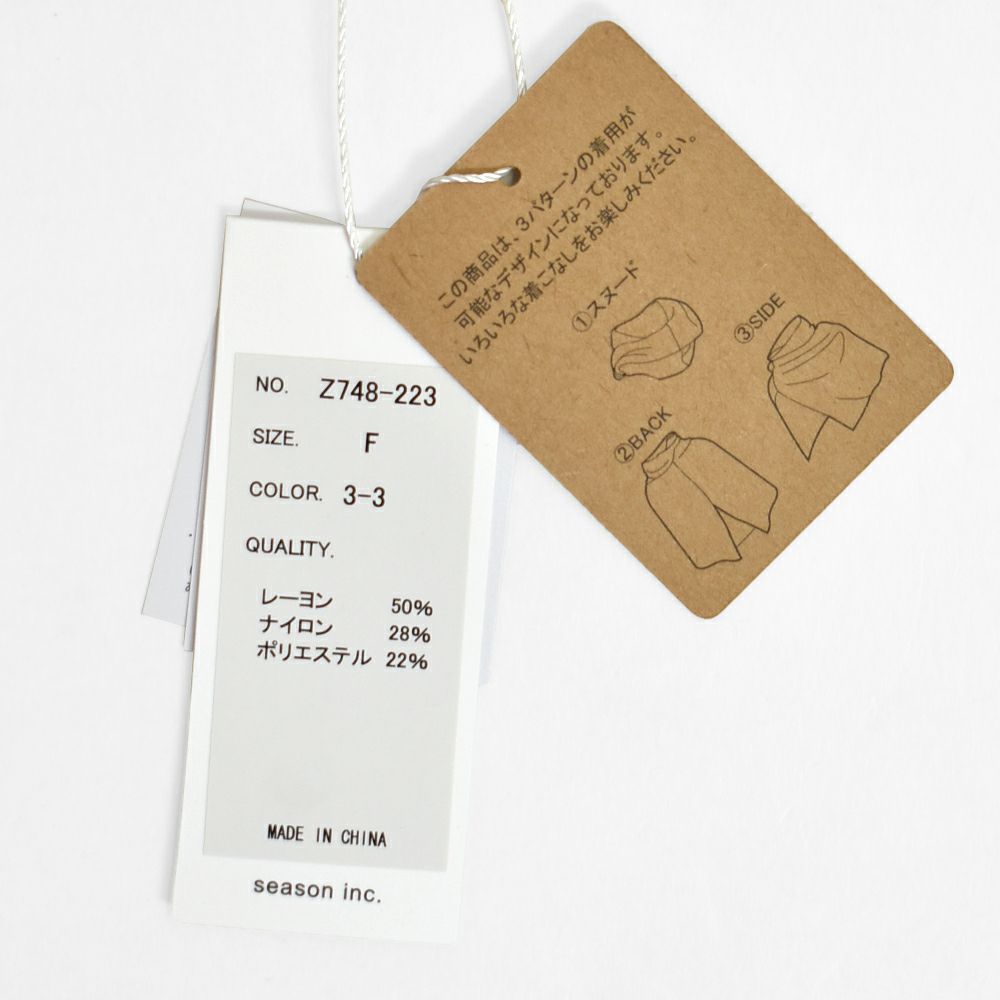 この商品は、3パターンの着用が
可能なデザインになっております。
いろいろな着こなしをお楽しみください。
①スヌード
②BACK
③SIDE
NO. Z748-223
SIZE. F
COLOR. 3-3
QUALITY.
レーヨン 50%
ナイロン 28%
ポリエステル 22%
MADE IN CHINA
season inc.